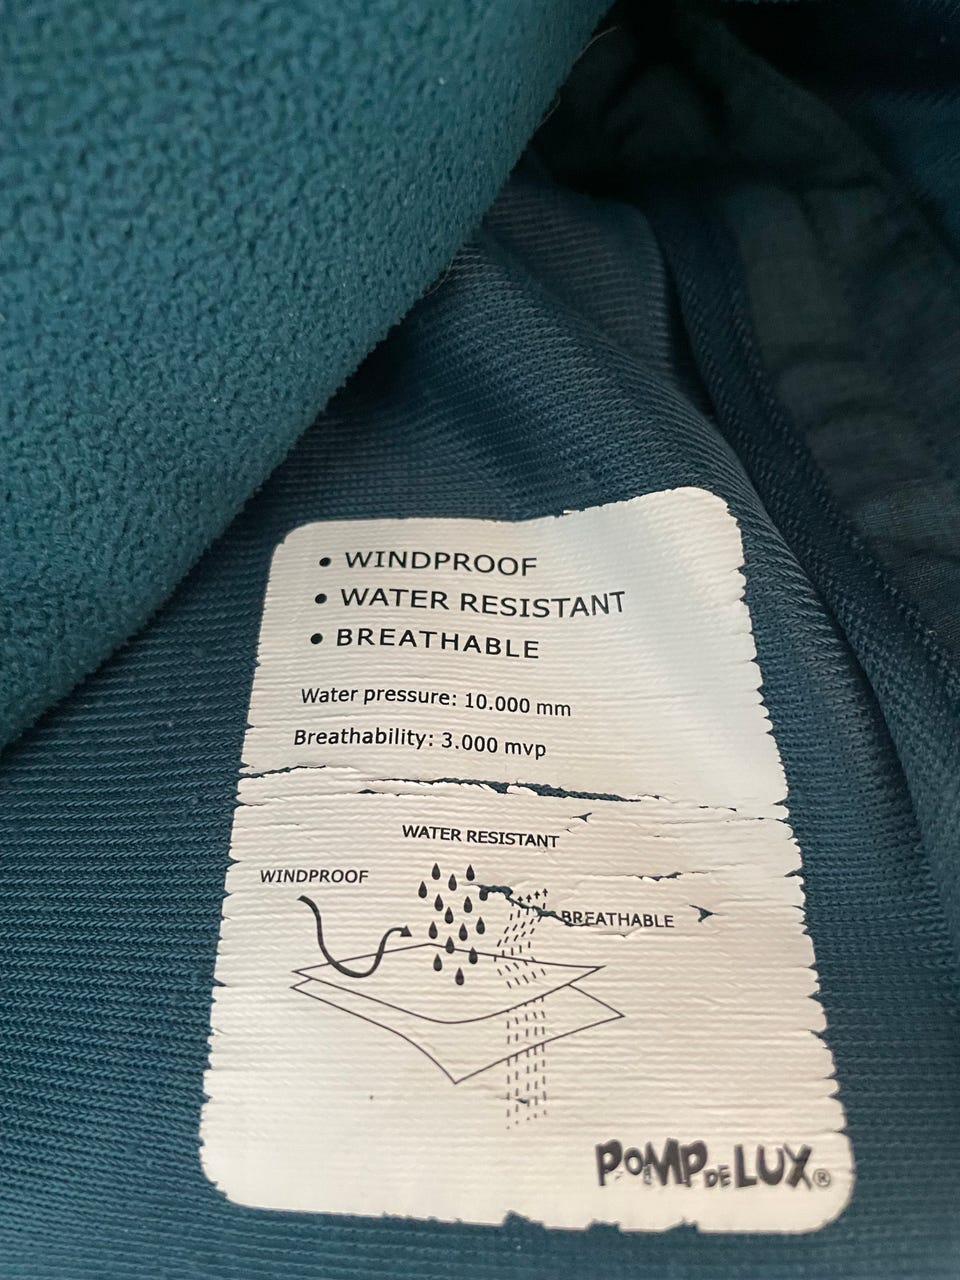 • WINDPROOF
• WATER RESISTANT
• BREATHABLE
Water pressure: 10.000 mm
Breathability: 3.000 mvp
WATER RESISTANT
WINDPROOF
BREATHABLE
POMPDELUX®